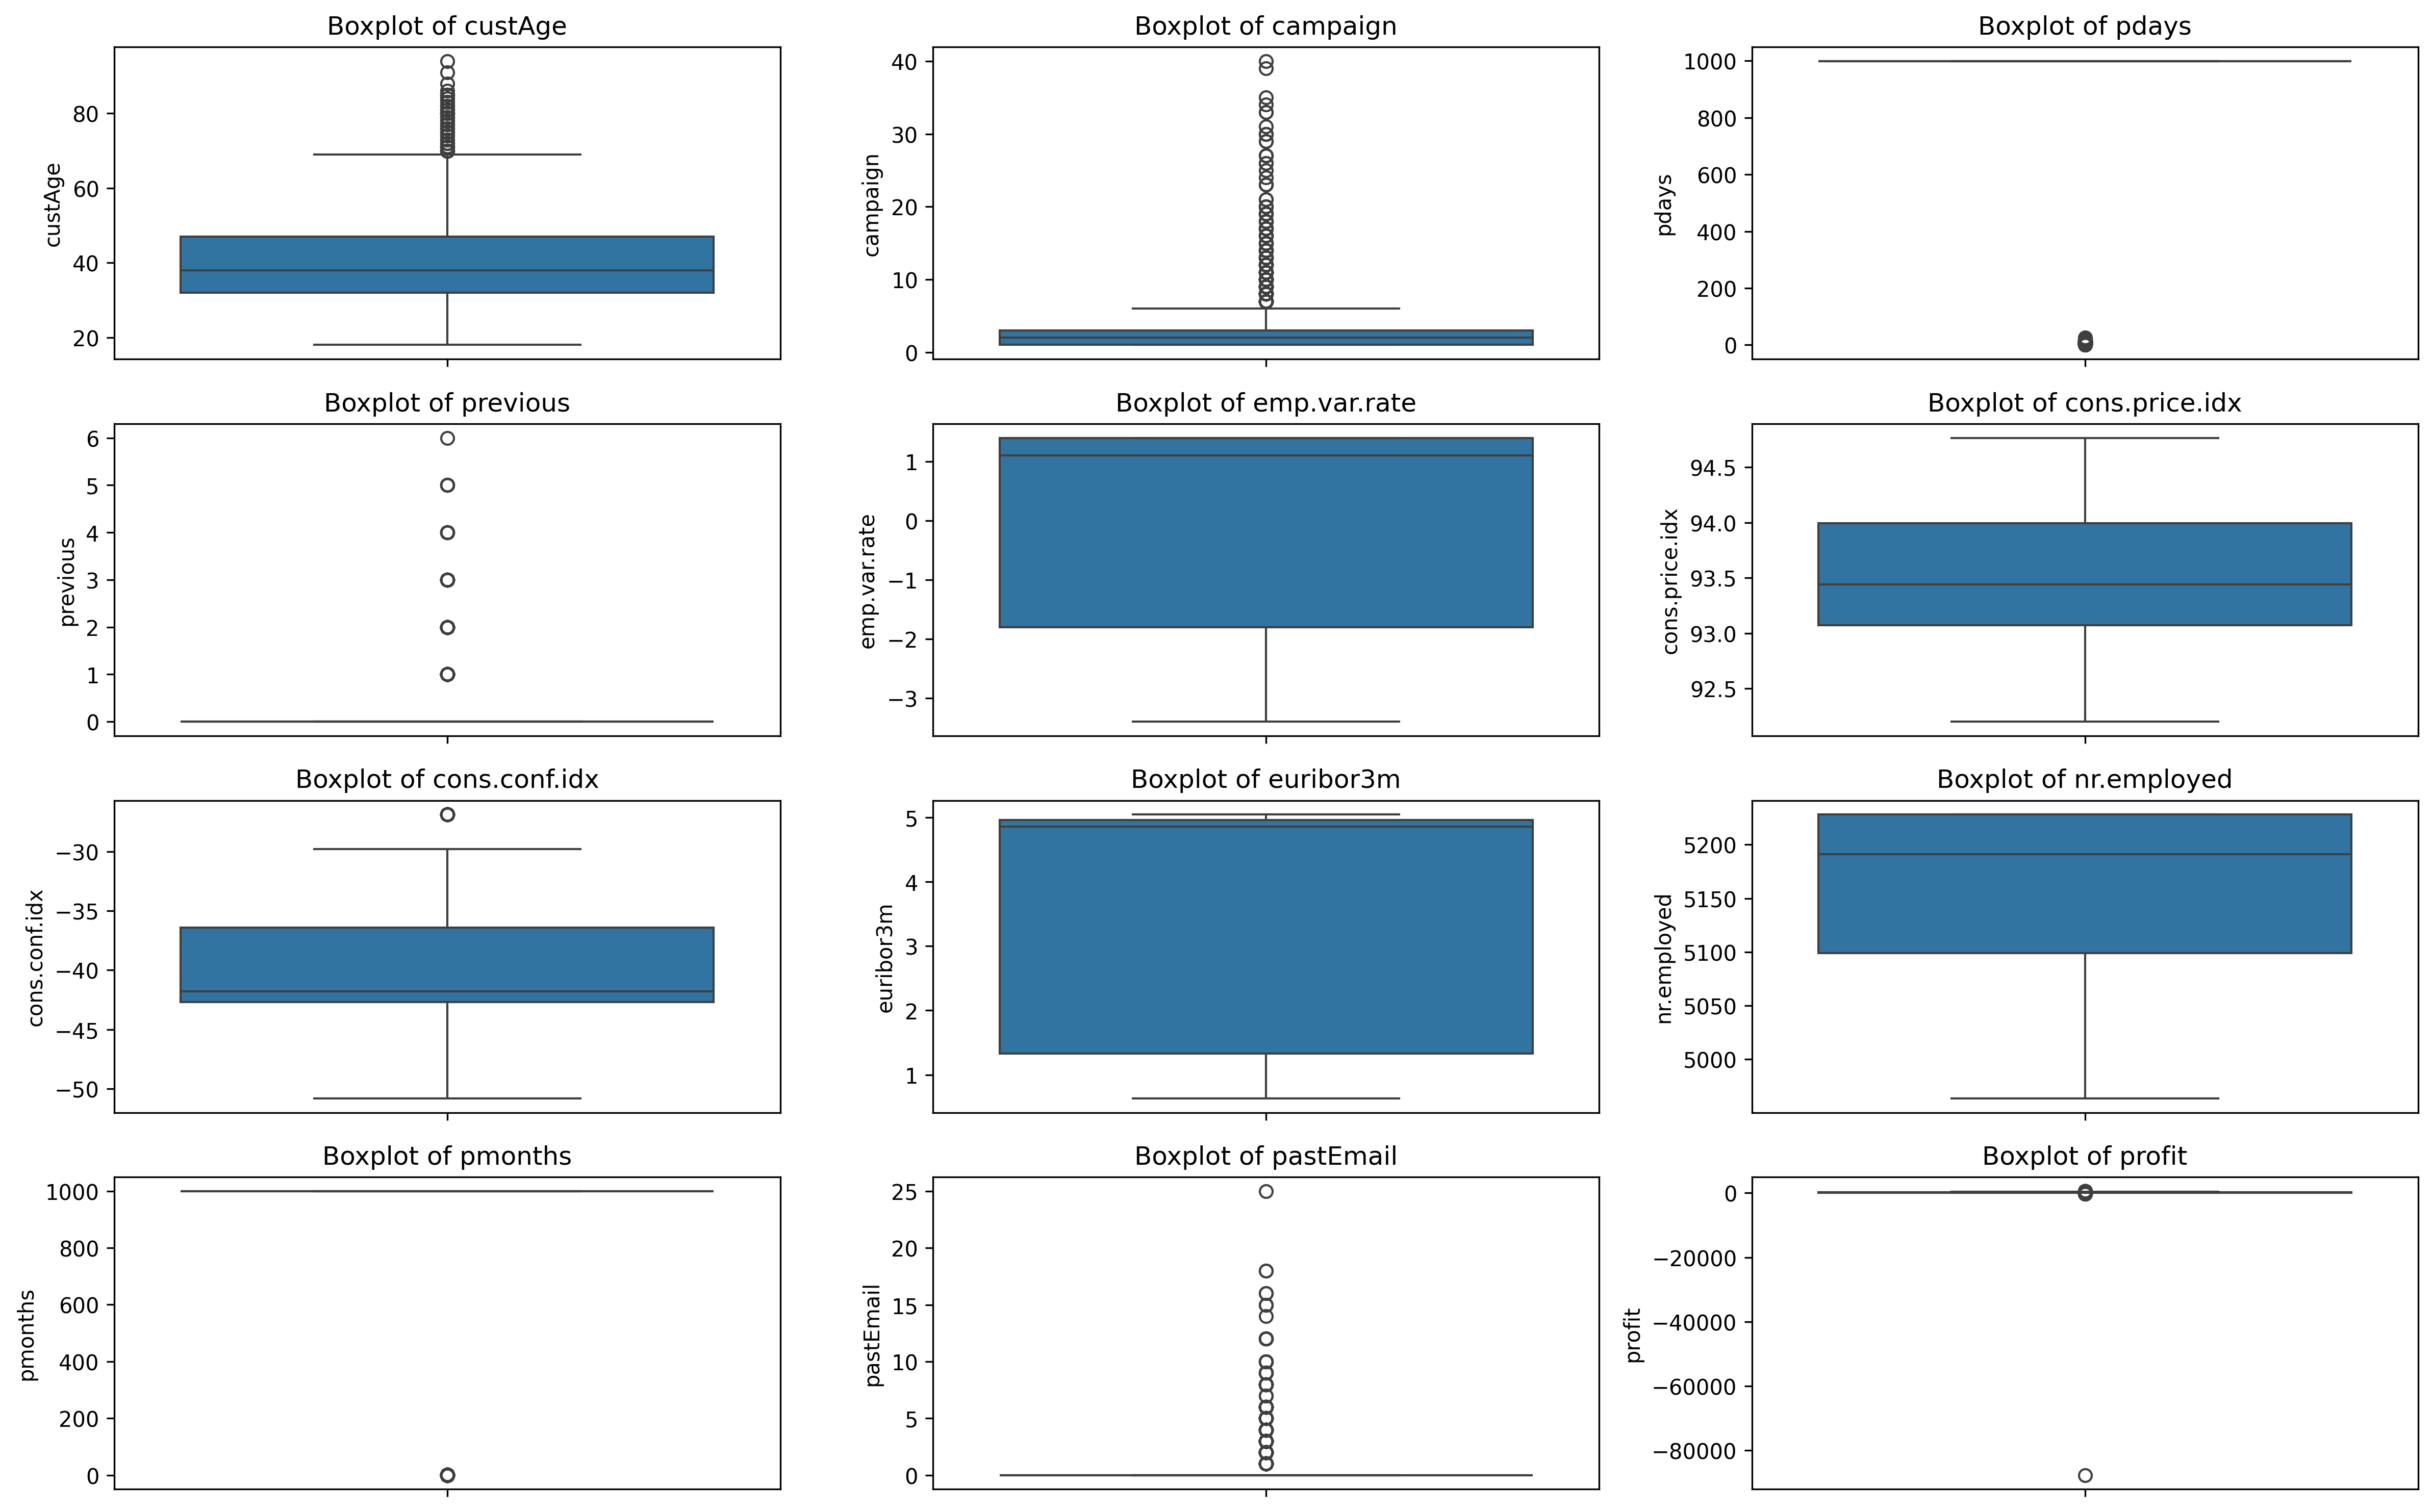 Boxplot of custAge
custAge
80
60
40
20
Boxplot of campaign
campaign
40
30
20
10
0
Boxplot of pdays
pdays
1000
800
600
400
200
0
Boxplot of previous
previous
6
5
4
3
2
1
0
Boxplot of emp.var.rate
emp.var.rate
1
0
−1
−2
−3
Boxplot of cons.price.idx
cons.price.idx
94.5
94.0
93.5
93.0
92.5
Boxplot of cons.conf.idx
cons.conf.idx
−30
−35
−40
−45
−50
Boxplot of euribor3m
euribor3m
5
4
3
2
1
Boxplot of nr.employed
nr.employed
5200
5150
5100
5050
5000
Boxplot of pmonths
pmonths
1000
800
600
400
200
0
Boxplot of pastEmail
pastEmail
25
20
15
10
5
0
Boxplot of profit
profit
0
−20000
−40000
−60000
−80000